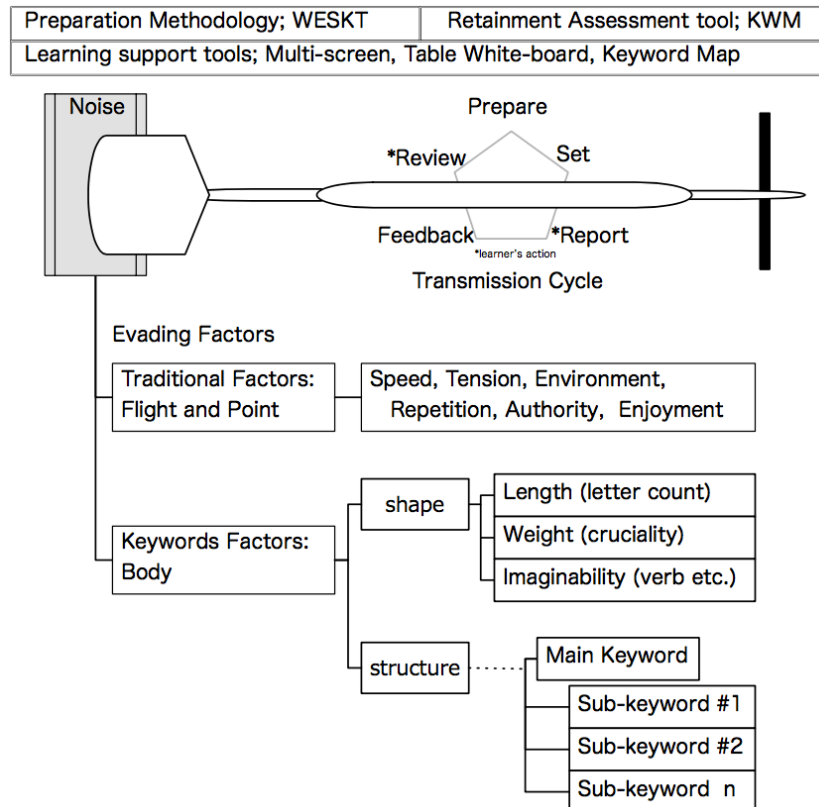 Preparation Methodology; WESKT
Retainment Assessment tool; KWM
Learning support tools; Multi-screen, Table White-board, Keyword Map
Noise
Prepare
*Review
Set
Feedback
*Report
*learner's action
Transmission Cycle
Evading Factors
Traditional Factors:
Flight and Point
Speed, Tension, Environment,
Repetition, Authority, Enjoyment
Keywords Factors:
Body
shape
Length (letter count)
Weight (cruciality)
Imaginability (verb etc.)
structure
Main Keyword
Sub-keyword #1
Sub-keyword #2
Sub-keyword n